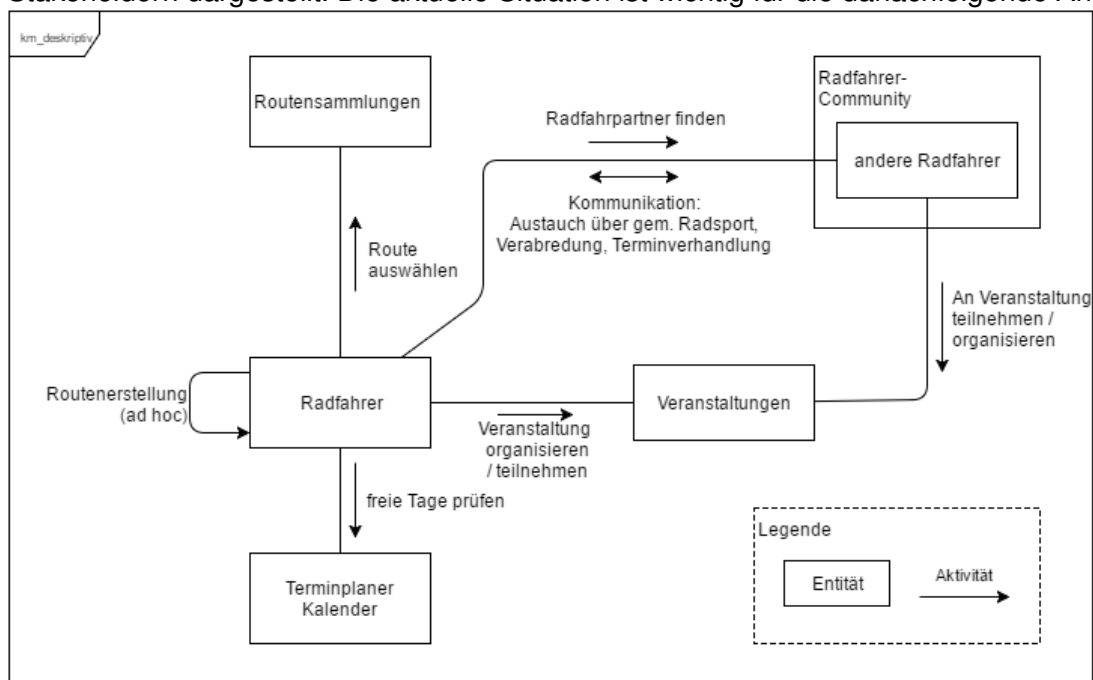 Stakeholdern dargestellt. Die aktuelle Situation ist wichtig für die danachfolgende
km_deskriptiv
Routensammlungen
Radfahrer-
Community
andere Radfahrer
Radfahrpartner finden
Kommunikation:
Austauch über gem. Radsport,
Verabredung, Terminverhandlung
Route
auswählen
An Veranstaltung
teilnehmen /
organisieren
Routenerstellung
(ad hoc)
Radfahrer
Veranstaltungen
Veranstaltung
organisieren
/ teilnehmen
freie Tage prüfen
Terminplaner
Kalender
Legende
Entität
Aktivität